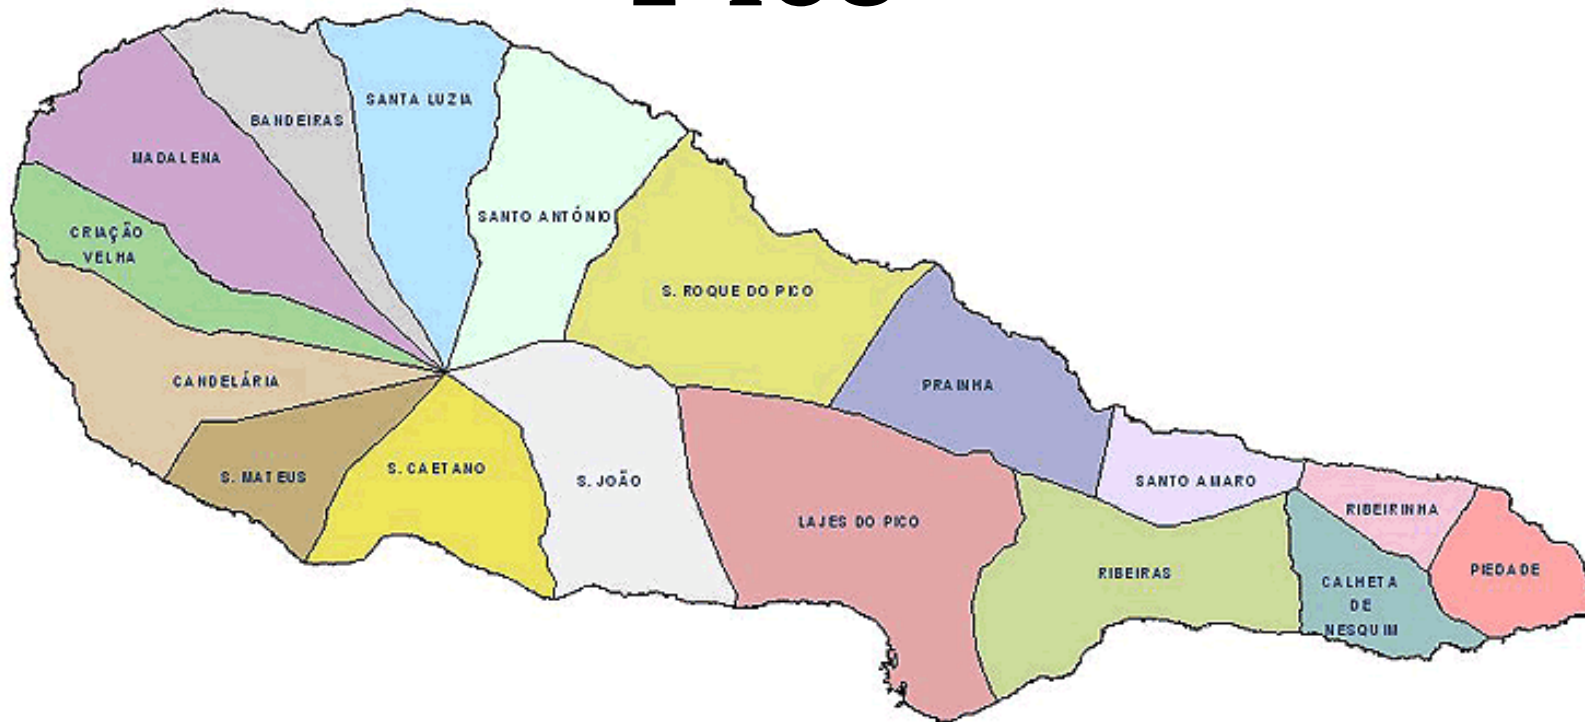 SANTA LUZIA
BANDEIRAS
MADALENA
SANTO ANTÓNIO
CRIAÇÃO
VELHA
S. ROQUE DO PICO
CANDELÁRIA
PRAINHA
S. CAETANO
S. MATEUS
S. JOÃO
SANTO AMARO
RIBEIRINHA
LAJES DO PICO
RIBEIRAS
PIEDADE
CALHETA
DE
NESQUIM